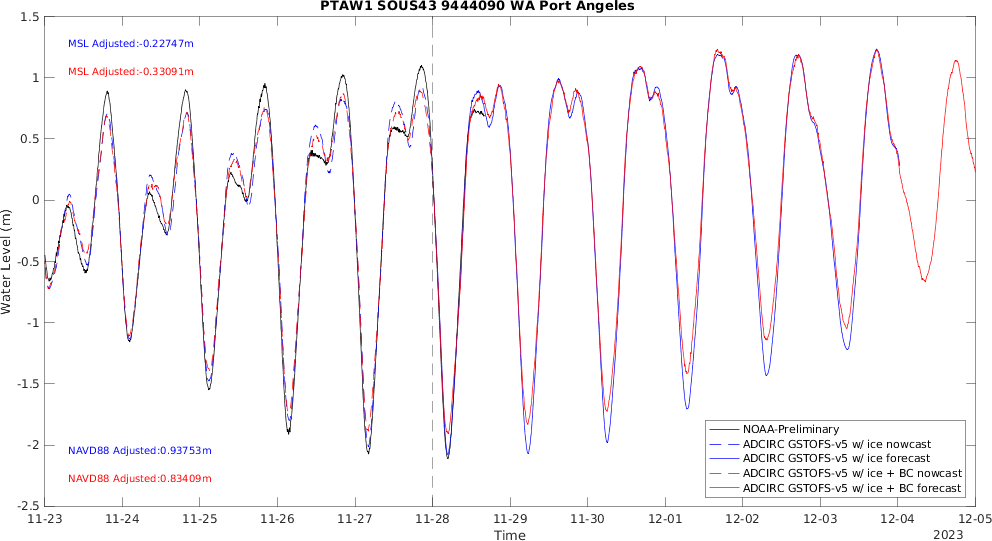 PTAW1 SOUS43 9444090 WA Port Angeles
1.5
MSL Adjusted:-0.22747m
MSL Adjusted:-0.33091m
1
0.5
0
-0.5
-1
-1.5
-2
-2.5
Water Level (m)
NAVD88 Adjusted:0.93753m
NAVD88 Adjusted:0.83409m
NOAA-Preliminary
ADCIRC GSTOFS-v5 w/ ice nowcast
ADCIRC GSTOFS-v5 w/ ice forecast
ADCIRC GSTOFS-v5 w/ ice + BC nowcast
ADCIRC GSTOFS-v5 w/ ice + BC forecast
11-23 11-24 11-25 11-26 11-27 11-28 11-29 11-30 12-01 12-02 12-03 12-04 12-05
Time
2023